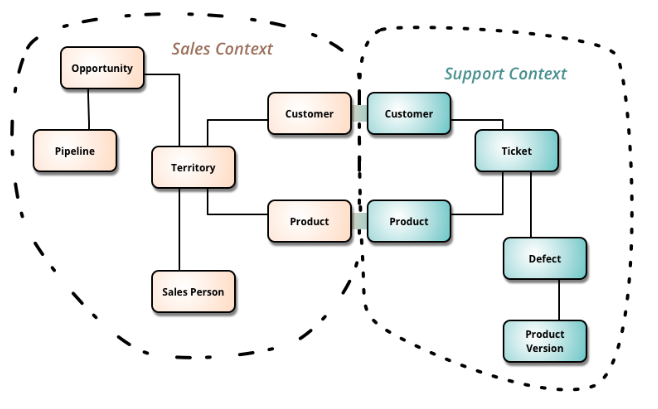 Sales Context
Opportunity
Support Context
Customer
Customer
Pipeline
Ticket
Territory
Product
Product
Defect
Sales Person
Product
Version